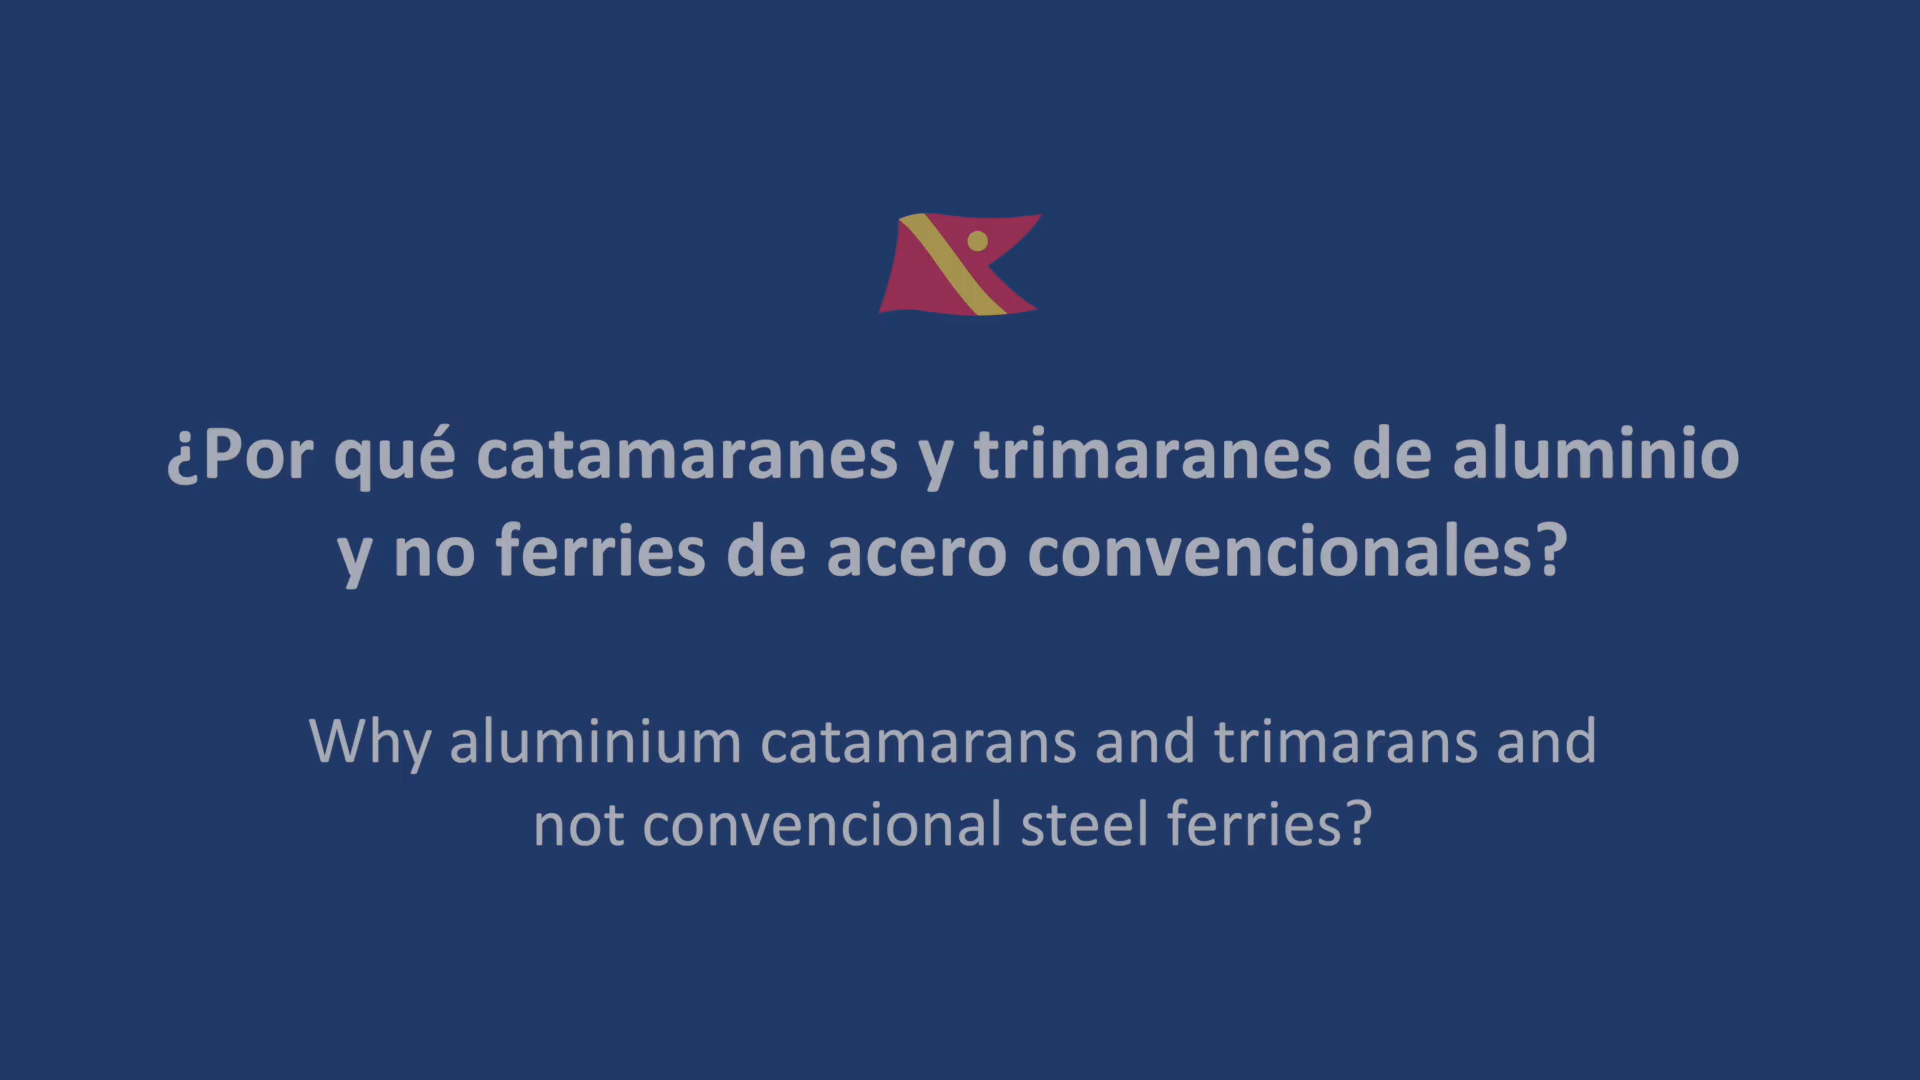 ¿Por qué catamaranes y trimaranes de aluminio
y no ferries de acero convencionales?
Why aluminium catamarans and trimarans and
not convencional steel ferries?